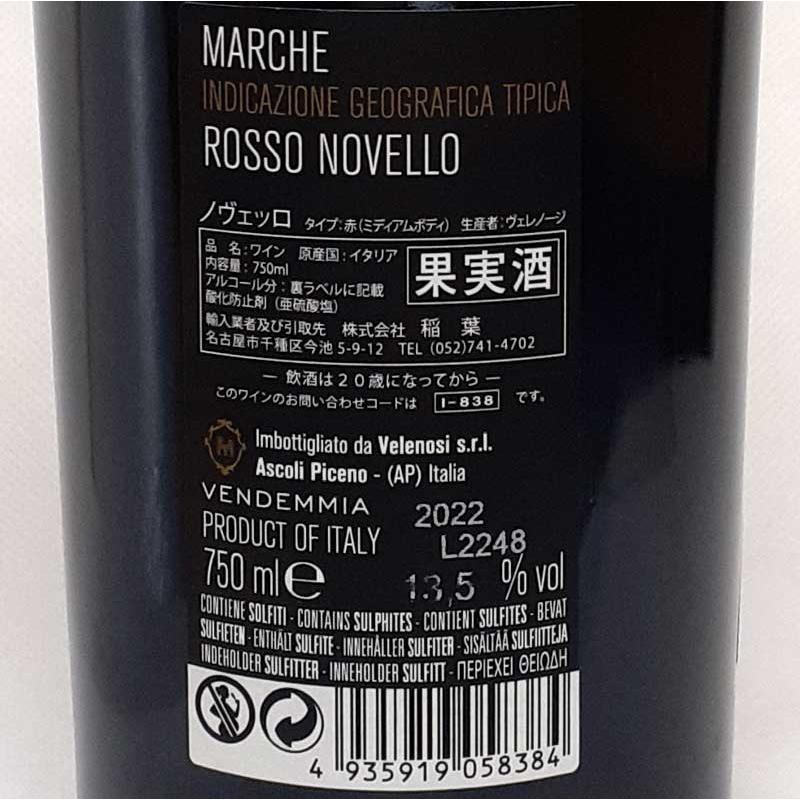 MARCHE
INDICAZIONE GEOGRAFICA TIPICA
ROSSO NOVELLO
ノヴェッロ タイプ:赤(ミディアムボディ) 生産者:ヴェレノージ
品 名:ワイン 原産国:イタリア
内容量:750ml
アルコール分:裏ラベルに記載
酸化防止剤(亜硫酸塩)
果実酒
輸入業者及び引取先 株式会社 稲葉
名古屋市千種区今池 5-9-12 TEL (052)741-4702
― 飲酒は20歳になってから ―
このワインのお問い合わせコードは I-838 です。
Imbottigliato da Velenosi s.r.l.
Ascoli Piceno - (AP) Italia
VENDEMMIA 2022
PRODUCT OF ITALY L2248
750 ml e 13,5 % vol
CONTIENE SOLFITI - CONTAINS SULPHITES - CONTIENT SULFITES - BEVAT
SULFIETEN - ENTHÄLT SULFITE - INNEHÅLLER SULFITER - SISÄLTÄÄ SULFIITTEJA
INDEHOLDER SULFITTER - INNEHOLDER SULFITT - ΠΕΡΙΕΧΕΙ ΘΕΙΩΔΗ
4 935919 058384